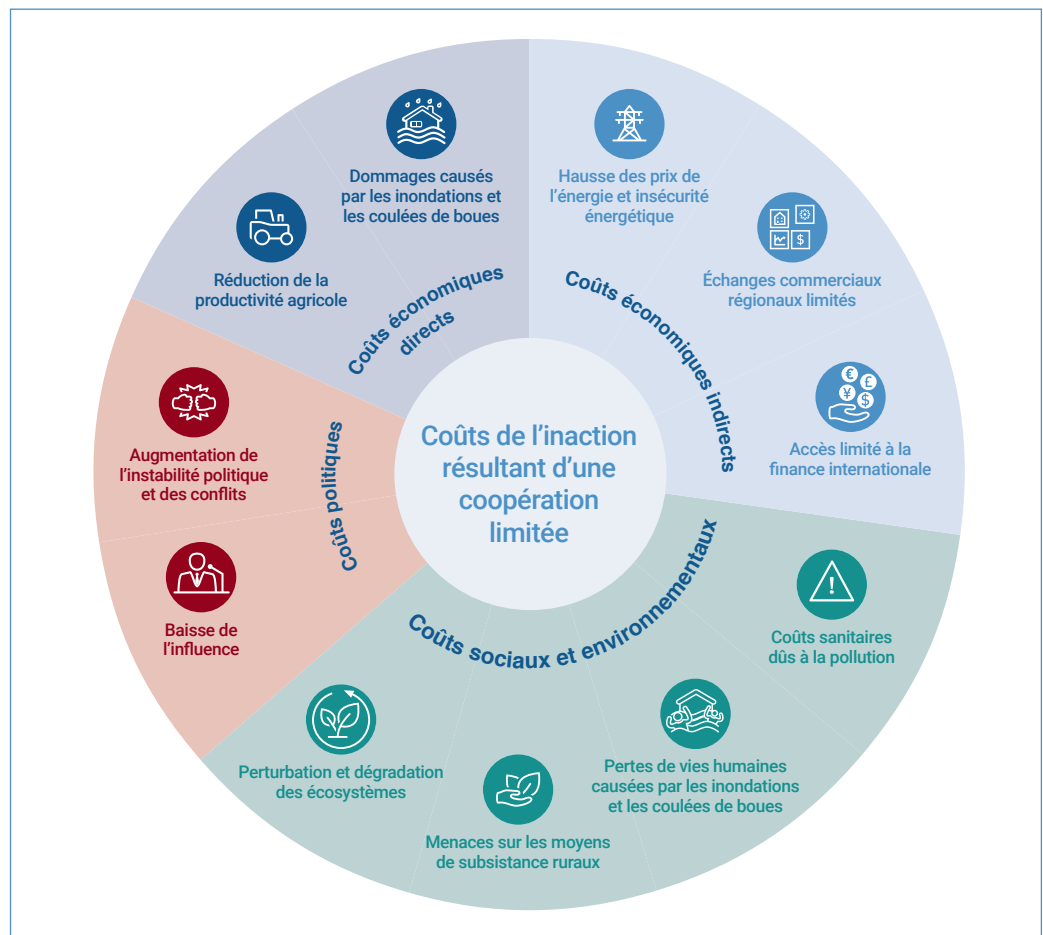 Dommages causés
par les inondations et
les coulées de boues
Réduction de la
productivité agricole
Coûts économiques
directs
Hausse des prix de
l'énergie et insécurité
énergétique
Échanges commerciaux
régionaux limités
$
€
£
¥
$
Accès limité à la
finance internationale
Coûts économiques indirects
Coûts de l'inaction
résultant d'une
coopération
limitée
Augmentation de
l'instabilité politique
et des conflits
Baisse de
l'influence
Coûts politiques
Coûts sociaux et environnementaux
!
Coûts sanitaires
dûs à la pollution
Pertes de vies humaines
causées par les inondations
et les coulées de boues
Menaces sur les moyens
de subsistance ruraux
Perturbation et dégradation
des écosystèmes